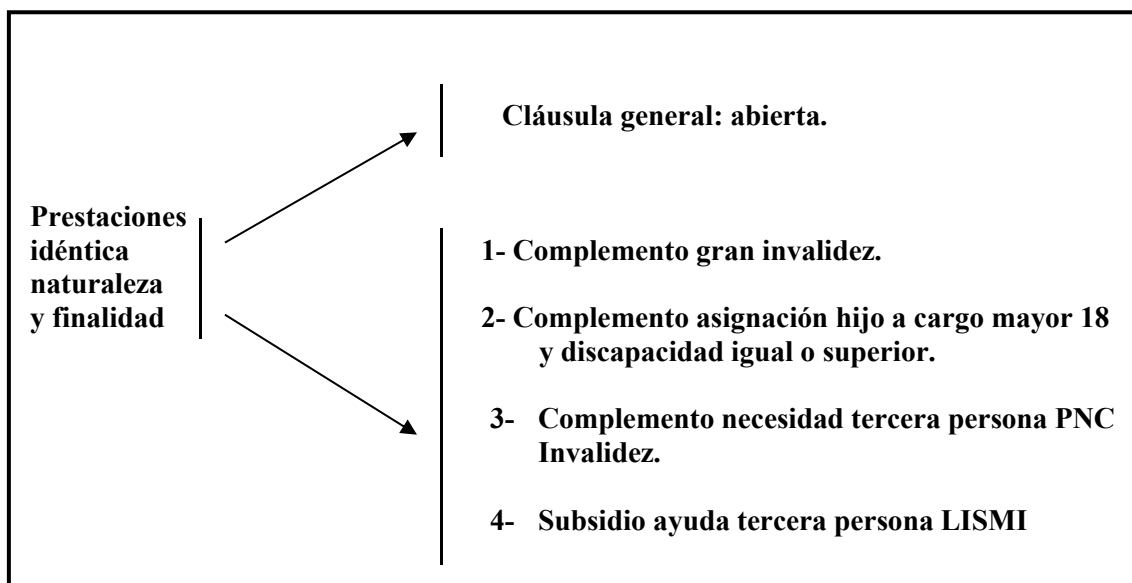 Cláusula general: abierta.
Prestaciones
idéntica
naturaleza
y finalidad
1- Complemento gran invalidez.
2- Complemento asignación hijo a cargo mayor 18
y discapacidad igual o superior.
3- Complemento necesidad tercera persona PNC
Invalidez.
4- Subsidio ayuda tercera persona LISMI